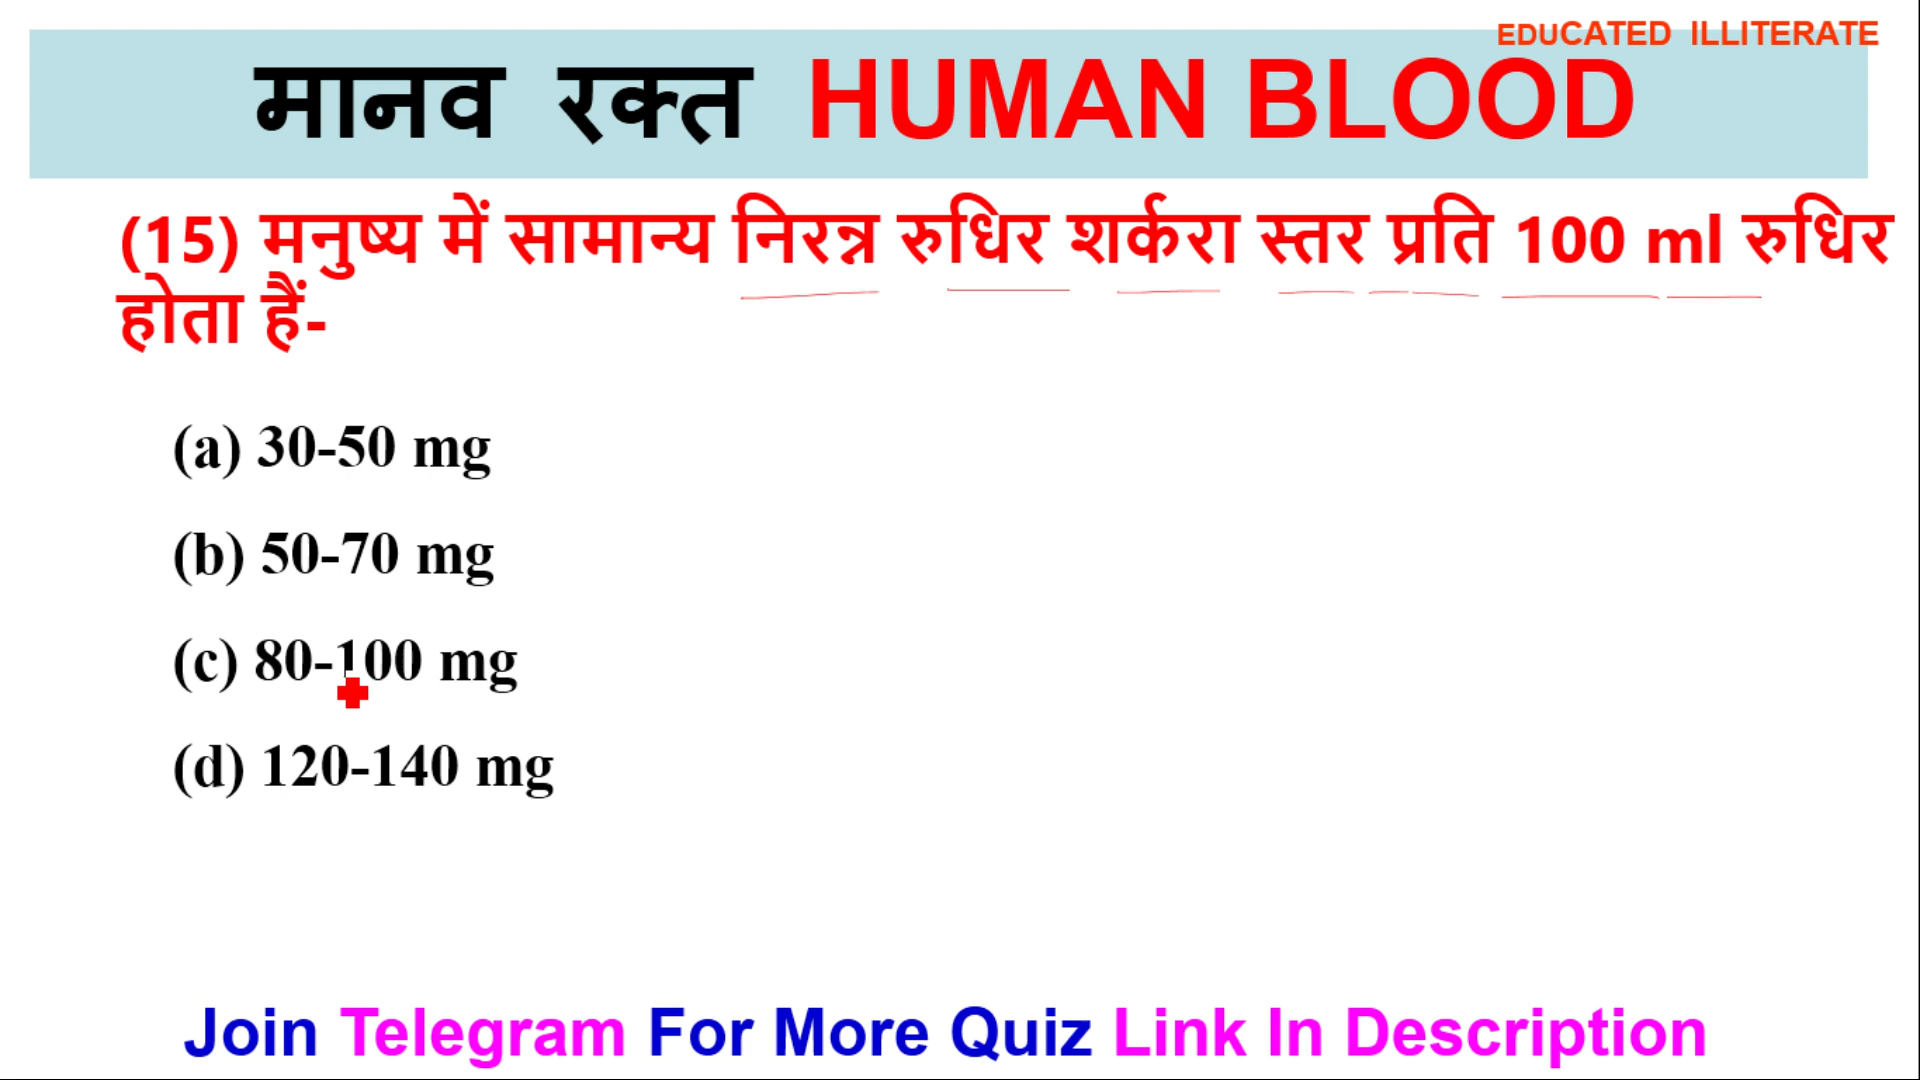 EDUCATED ILLITERATE
मानव रक्त HUMAN BLOOD
(15) मनुष्य में सामान्य निरन्न रुधिर शर्करा स्तर प्रति 100 ml रुधिर
होता हैं-
(a) 30-50 mg
(b) 50-70 mg
(c) 80-100 mg
(d) 120-140 mg
Join Telegram For More Quiz Link In Description